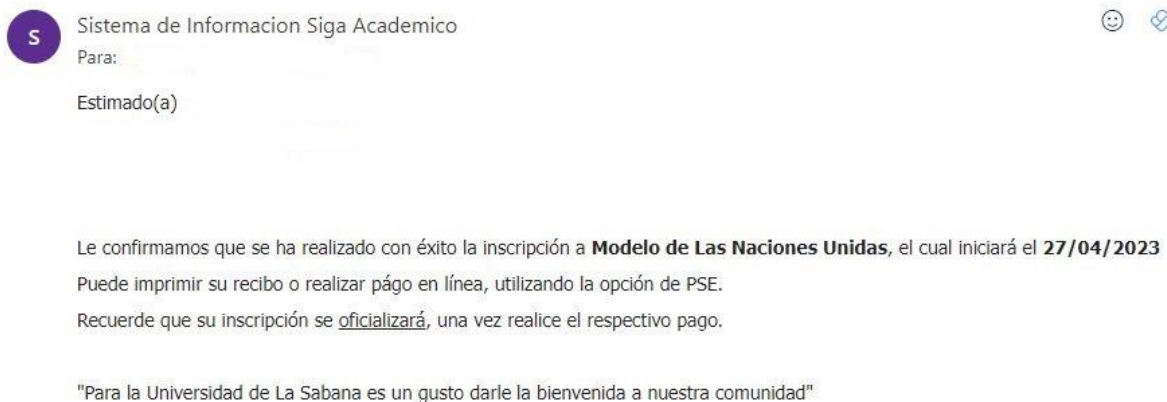 S
Sistema de Informacion Siga Academico
Para:
Estimado(a)
Le confirmamos que se ha realizado con éxito la inscripción a Modelo de Las Naciones Unidas, el cual iniciará el 27/04/2023
Puede imprimir su recibo o realizar págo en línea, utilizando la opción de PSE.
Recuerde que su inscripción se oficializará, una vez realice el respectivo pago.
"Para la Universidad de La Sabana es un gusto darle la bienvenida a nuestra comunidad"